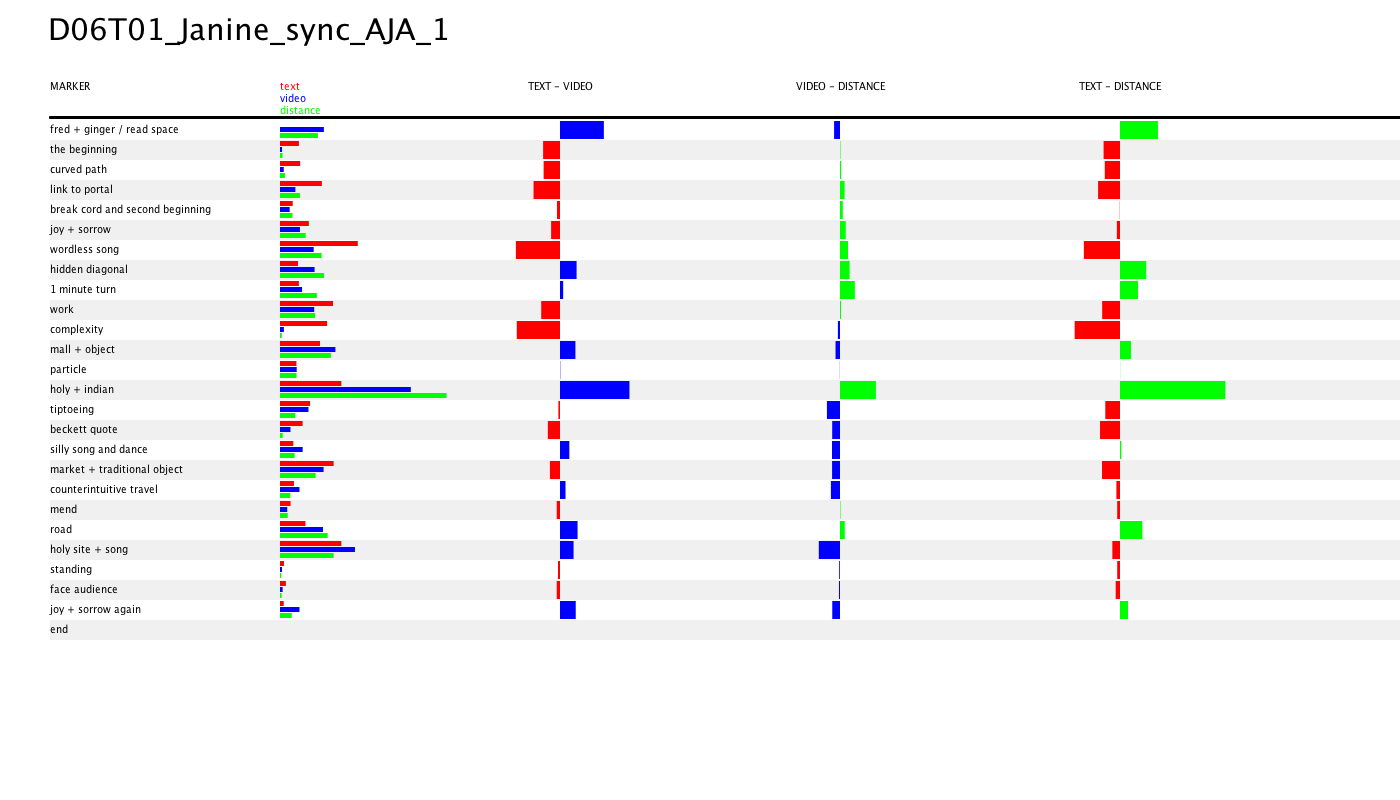 D06T01_Janine_sync_AJA_1
MARKER text TEXT – VIDEO VIDEO – DISTANCE TEXT – DISTANCE
video
distance
fred + ginger / read space
the beginning
curved path
link to portal
break cord and second beginning
joy + sorrow
wordless song
hidden diagonal
1 minute turn
work
complexity
mall + object
particle
holy + indian
tiptoeing
beckett quote
silly song and dance
market + traditional object
counterintuitive travel
mend
road
holy site + song
standing
face audience
joy + sorrow again
end